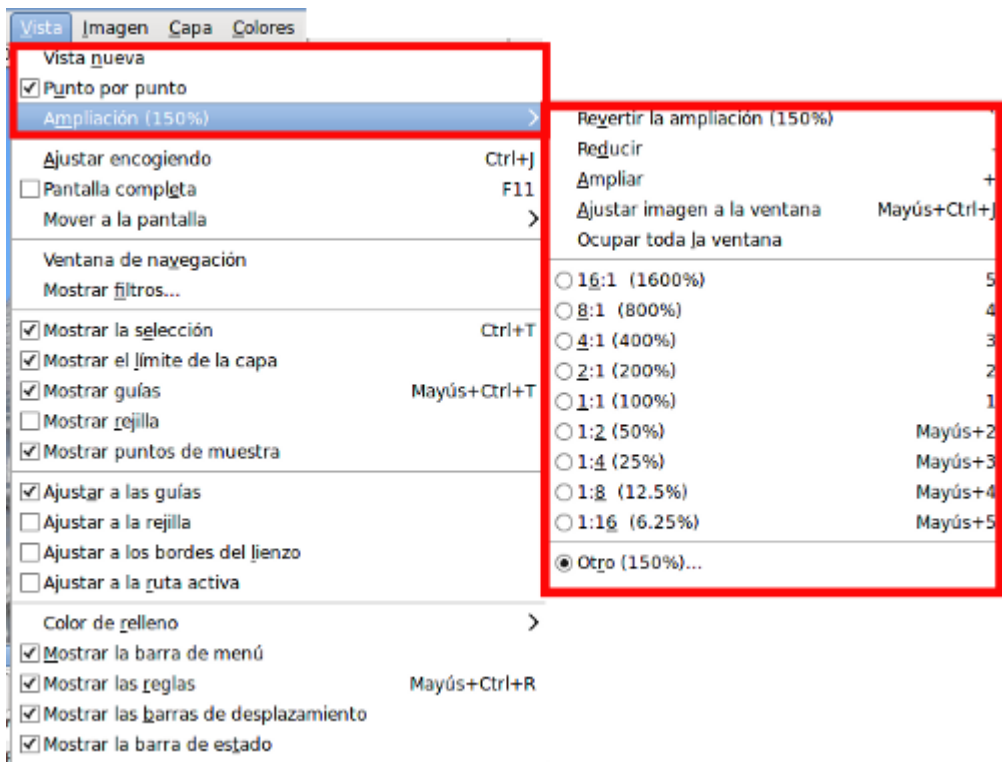 Vista Imagen Capa Colores
Vista nueva
Punto por punto
Ampliación (150%)
Ajustar encogiendo Ctrl+J
Pantalla completa F11
Mover a la pantalla
Ventana de navegación
Mostrar filtros...
Mostrar la selección Ctrl+T
Mostrar el límite de la capa
Mostrar guías Mayús+Ctrl+T
Mostrar rejilla
Mostrar puntos de muestra
Ajustar a las guías
Ajustar a la rejilla
Ajustar a los bordes del lienzo
Ajustar a la ruta activa
Color de relleno
Mostrar la barra de menú
Mostrar las reglas Mayús+Ctrl+R
Mostrar las barras de desplazamiento
Mostrar la barra de estado
Revertir la ampliación (150%)
Reducir
Ampliar +
Ajustar imagen a la ventana Mayús+Ctrl+J
Ocupar toda la ventana
16:1 (1600%) 5
8:1 (800%) 4
4:1 (400%) 3
2:1 (200%) 2
1:1 (100%) 1
1:2 (50%) Mayús+2
1:4 (25%) Mayús+3
1:8 (12.5%) Mayús+4
1:16 (6.25%) Mayús+5
Otro (150%)...